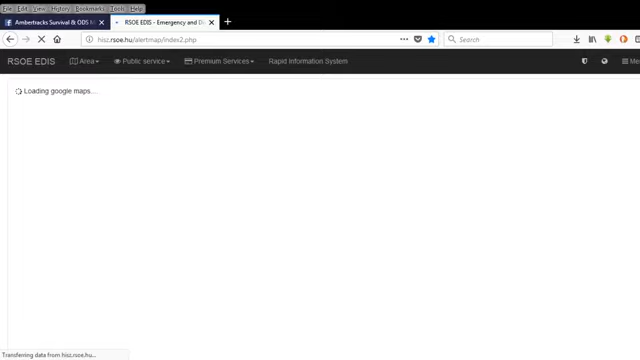 File Edit View History Bookmarks Tools Help
Ambertracks Survival & ODS M
RSOE EDIS - Emergency and Di
hisz.rsoe.hu/alertmap/index2.php
Search
RSOE EDIS Area Public service Premium Services Rapid Information System
Loading google maps...
Transferring data from hisz.rsoe.hu...